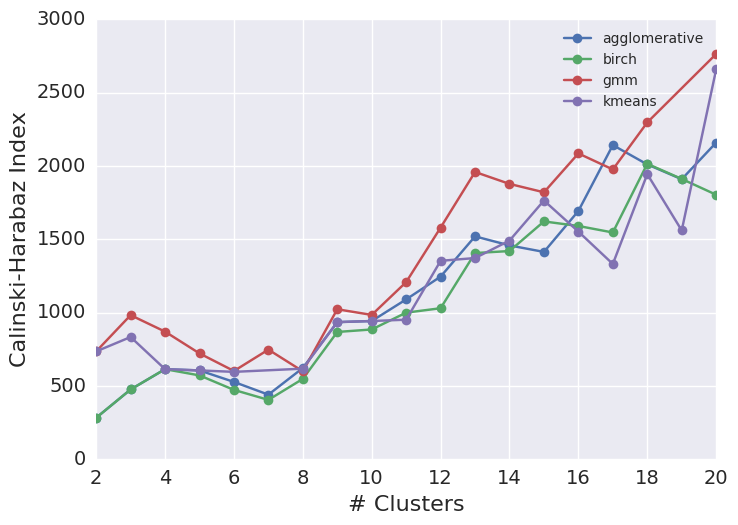 3000
2500
2000
1500
1000
500
0
Calinski-Harabaz Index
agglomerative
birch
gmm
kmeans
2 4 6 8 10 12 14 16 18 20
# Clusters